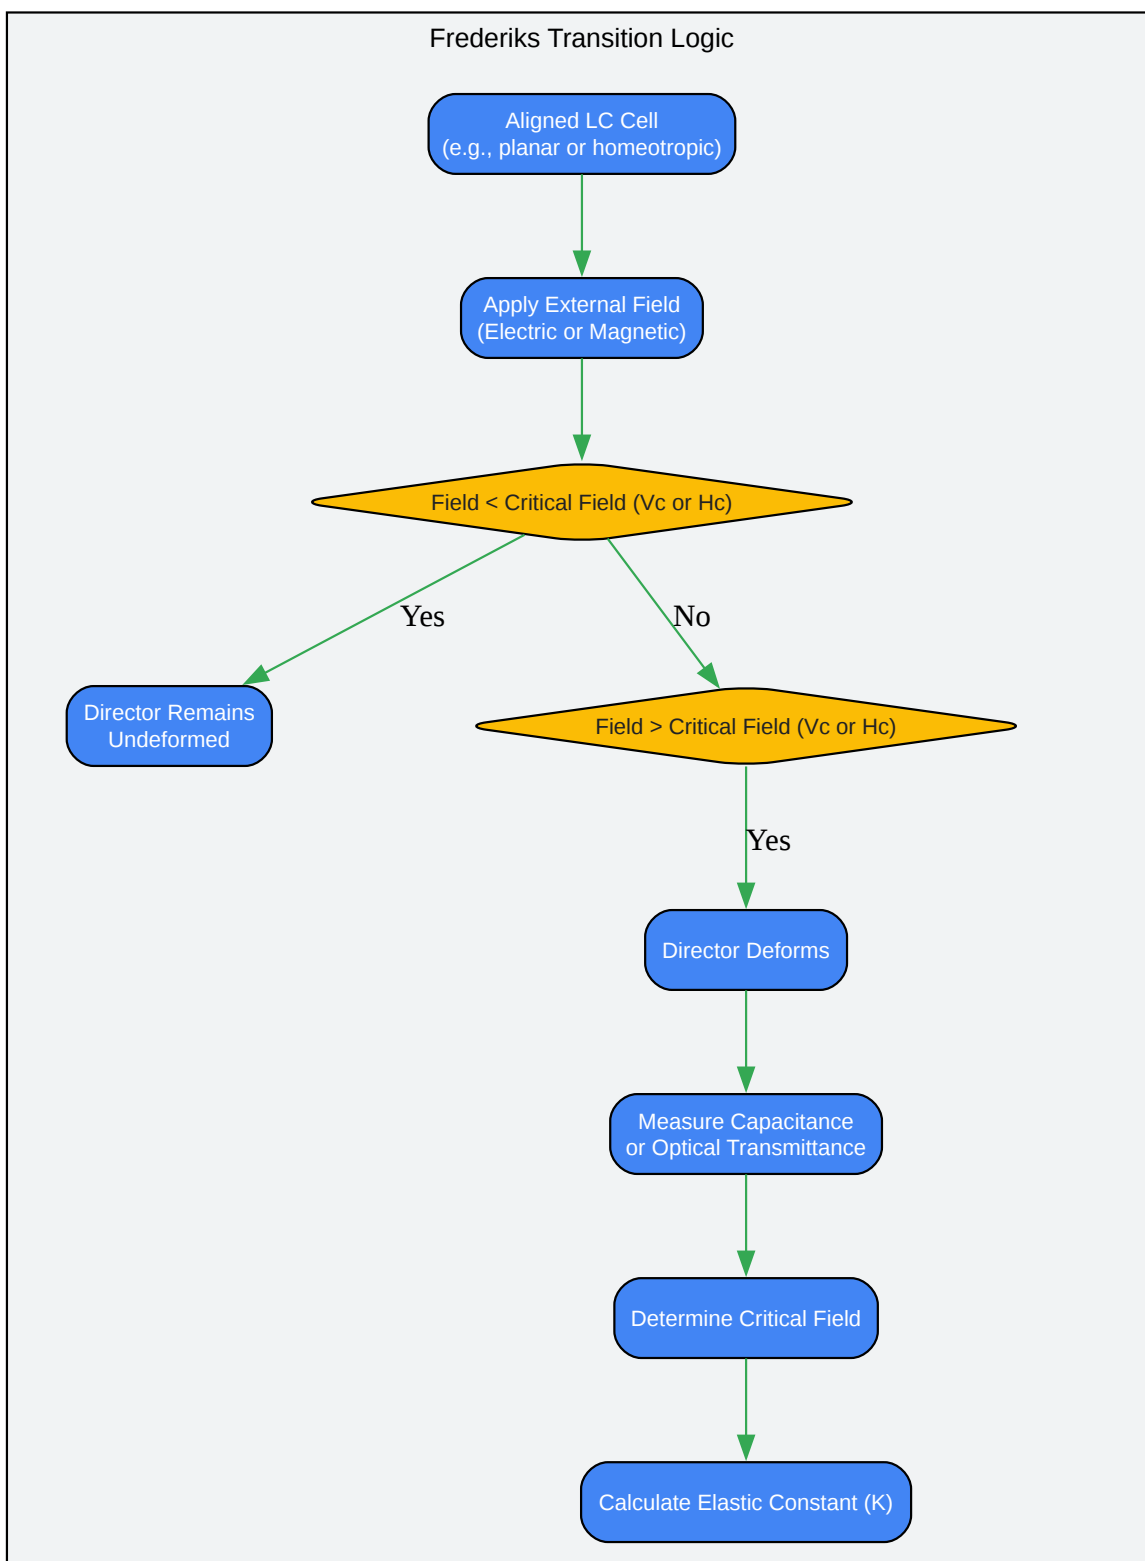 Frederiks Transition Logic
Aligned LC Cell
(e.g., planar or homeotropic)
Apply External Field
(Electric or Magnetic)
Field < Critical Field (Vc or Hc)
Yes
No
Director Remains
Undeformed
Field > Critical Field (Vc or Hc)
Yes
Director Deforms
Measure Capacitance
or Optical Transmittance
Determine Critical Field
Calculate Elastic Constant (K)